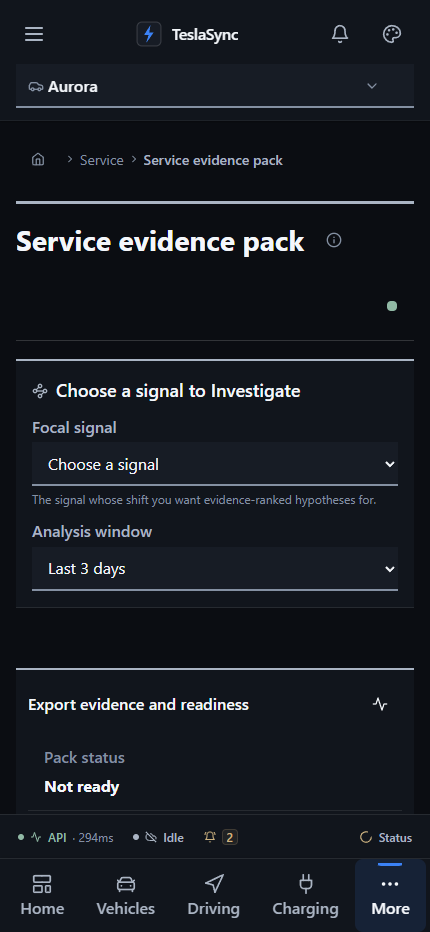 TeslaSync
Aurora
Service
Service evidence pack
Service evidence pack
Choose a signal to Investigate
Focal signal
Choose a signal
The signal whose shift you want evidence-ranked hypotheses for.
Analysis window
Last 3 days
Export evidence and readiness
Pack status
Not ready
API · 294ms
Idle
2
Status
Home
Vehicles
Driving
Charging
More